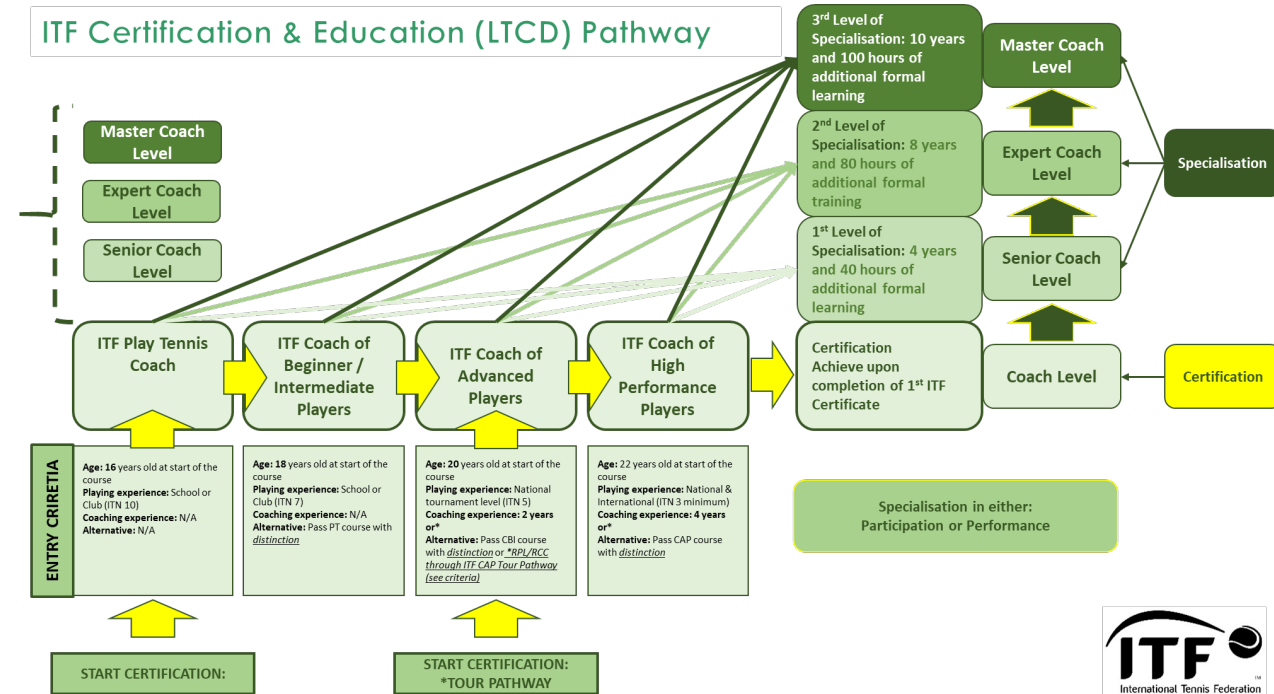 ITF Certification & Education (LTCD) Pathway
Master Coach
Level
Expert Coach
Level
Senior Coach
Level
3rd Level of
Specialisation: 10 years
and 100 hours of
additional formal
learning
Master Coach
Level
2nd Level of
Specialisation: 8 years
and 80 hours of
additional formal
training
Expert Coach
Level
Specialisation
1st Level of
Specialisation: 4 years
and 40 hours of
additional formal
learning
Senior Coach
Level
ITF Play Tennis
Coach
ITF Coach of
Beginner /
Intermediate
Players
ITF Coach of
Advanced
Players
ITF Coach of
High
Performance
Players
Certification
Achieve upon
completion of 1st ITF
Certificate
Coach Level
Certification
ENTRY CRIRETIA
Age: 16 years old at start of the
course
Playing experience: School or
Club (ITN 10)
Coaching experience: N/A
Alternative: N/A
Age: 18 years old at start of the
course
Playing experience: School or
Club (ITN 7)
Coaching experience: N/A
Alternative: Pass PT course with
distinction
Age: 20 years old at start of the
course
Playing experience: National
tournament level (ITN 5)
Coaching experience: 2 years
or*
Alternative: Pass CBI course
with distinction or *RPL/RCC
through ITF CAP Tour Pathway
(see criteria)
Age: 22 years old at start of the
course
Playing experience: National &
International (ITN 3 minimum)
Coaching experience: 4 years
or*
Alternative: Pass CAP course
with distinction
Specialisation in either:
Participation or Performance
START CERTIFICATION:
START CERTIFICATION:
*TOUR PATHWAY
ITF
TM
International Tennis Federation